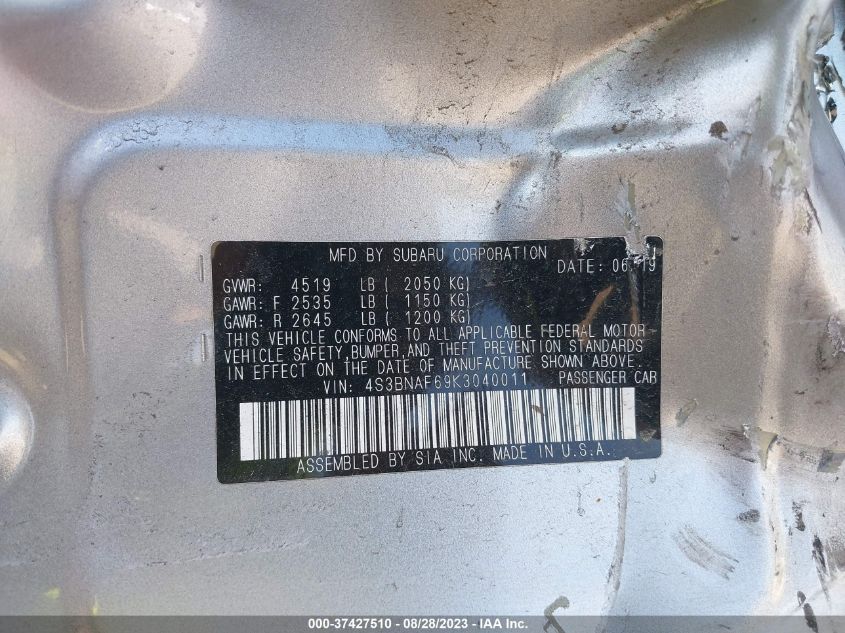 MFD BY SUBARU CORPORATION
DATE: 06.19
GVWR: 4519 LB ( 2050 KG)
GAWR: F 2535 LB ( 1150 KG)
GAWR: R 2645 LB ( 1200 KG)
THIS VEHICLE CONFORMS TO ALL APPLICABLE FEDERAL MOTOR
VEHICLE SAFETY, BUMPER, AND THEFT PREVENTION STANDARDS
IN EFFECT ON THE DATE OF MANUFACTURE SHOWN ABOVE.
VIN: 4S3BNAF69K3040011 PASSENGER CAR
ASSEMBLED BY SIA INC. MADE IN U.S.A.
000-37427510 - 08/28/2023 - IAA Inc.